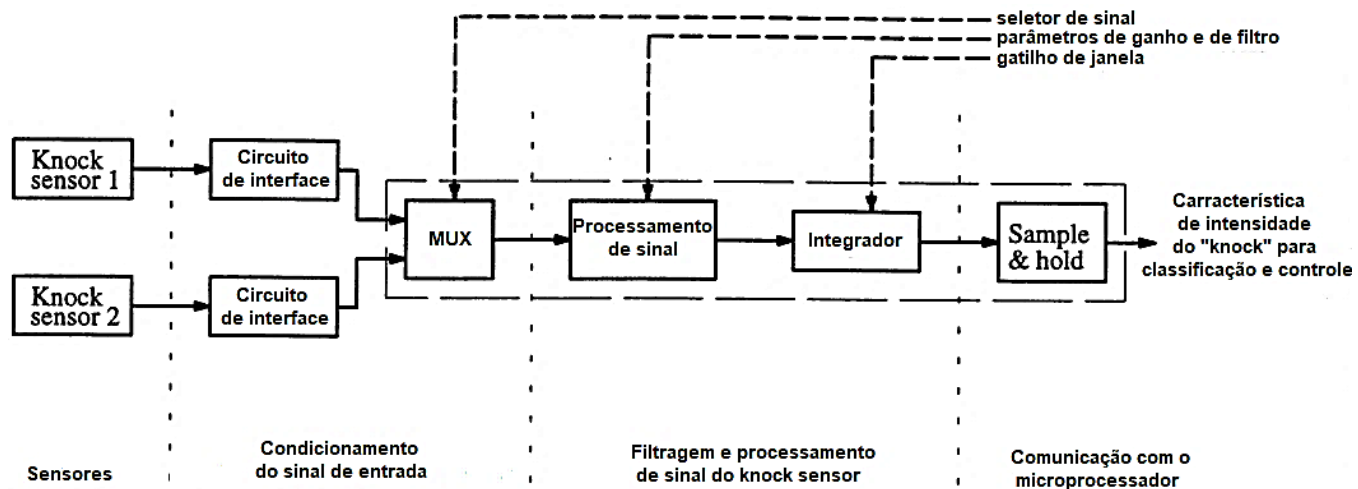 seletor de sinal
parâmetros de ganho e de filtro
gatilho de janela
Knock
sensor 1
Circuito
de interface
MUX
Processamento
de sinal
Integrador
Sample
& hold
Carracterística
de intensidade
do "knock" para
classificação e controle
Knock
sensor 2
Circuito
de interface
Sensores
Condicionamento
do sinal de entrada
Filtragem e processamento
de sinal do knock sensor
Comunicação com o
microprocessador